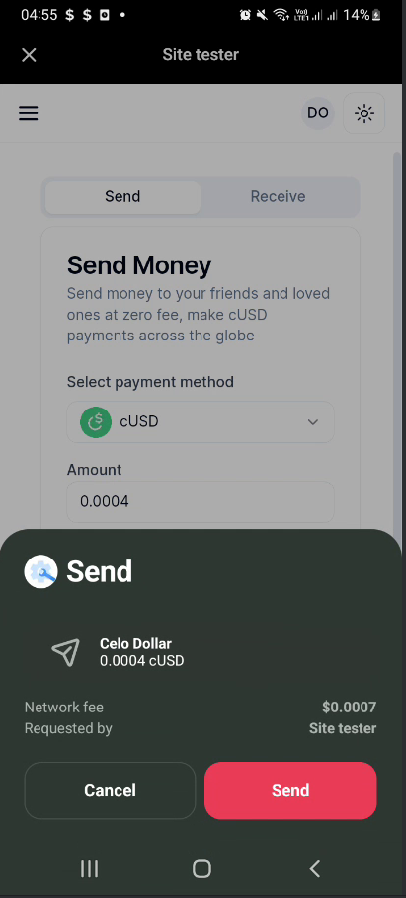 04:55 $ $
Vo) LTE1
14%
Site tester
DO
Send
Receive
Send Money
Send money to your friends and loved
ones at zero fee, make cUSD
payments across the globe
Select payment method
cUSD
Amount
0.0004
Send
Celo Dollar
0.0004 cUSD
Network fee
$0.0007
Requested by
Site tester
Cancel
Send